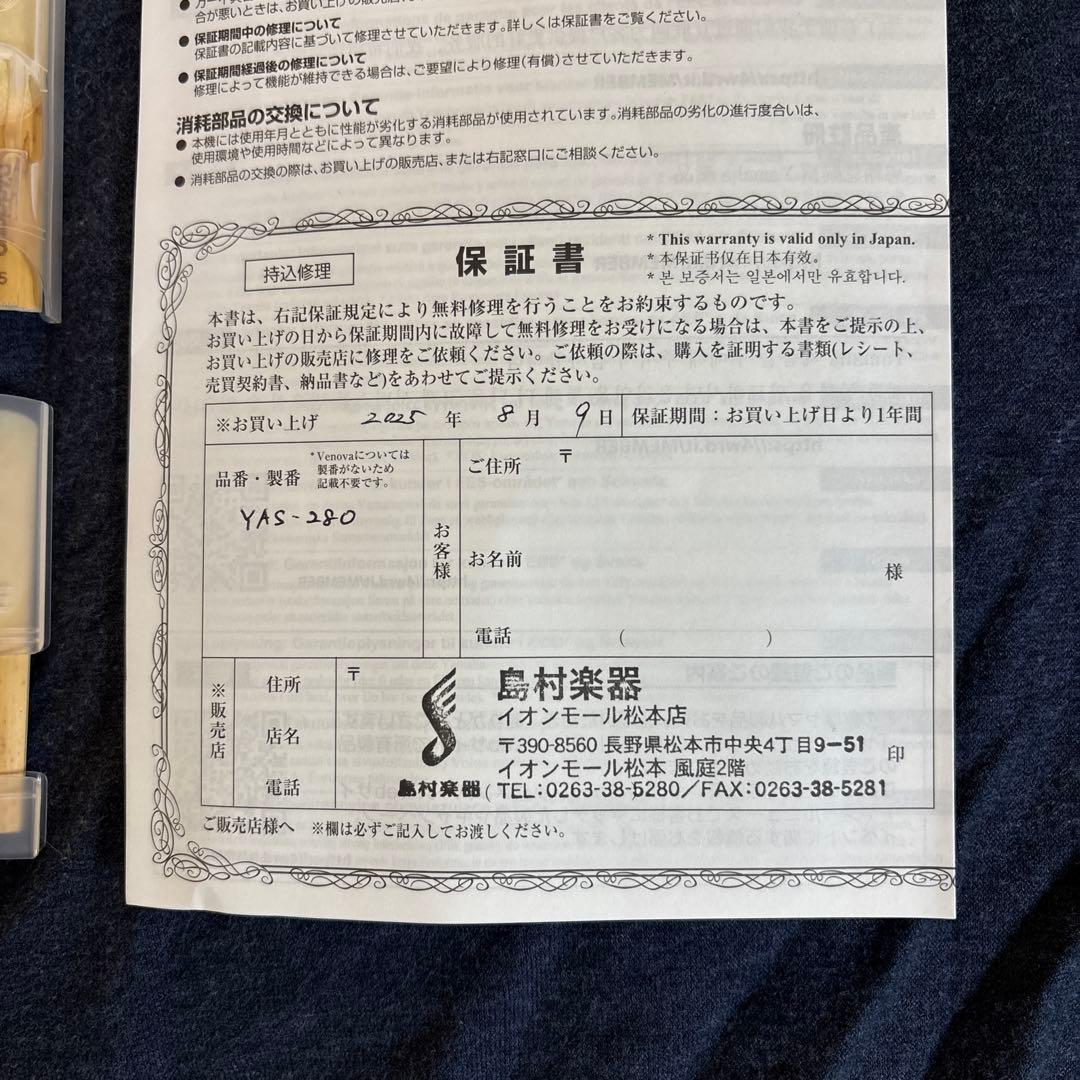 合が悪いときは、お買い上げの販売店、
● 保証期間中の修理について
保証書の記載内容に基づいて修理させていただきます。詳しくは保証書をご覧ください。
● 保証期間経過後の修理について
修理によって機能が維持できる場合は、ご要望により修理(有償)させていただきます。
消耗部品の交換について
● 本機には使用年月とともに性能が劣化する消耗部品が使用されています。消耗部品の劣化の進行度合いは、
使用環境や使用時間などによって異なります。
● 消耗部品の交換の際は、お買い上げの販売店、または右記窓口にご相談ください。
持込修理
保証書
* This warranty is valid only in Japan.
* 本保证书仅在日本有效。
* 본 보증서는 일본에서만 유효합니다.
本書は、右記保証規定により無料修理を行うことをお約束するものです。
お買い上げの日から保証期間内に故障して無料修理をお受けになる場合は、本書をご提示の上、
お買い上げの販売店に修理をご依頼ください。ご依頼の際は、購入を証明する書類(レシート、
売買契約書、納品書など)をあわせてご提示ください。
※お買い上げ 2025 年 8 月 9 日 保証期間：お買い上げ日より1年間
品番・製番
*Venovaについては
製番がないため
記載不要です。
YAS-280
お客様
ご住所 〒
お名前 様
電話 ( )
※販売店
住所 〒
店名
電話
島村楽器
イオンモール松本店
〒390-8560 長野県松本市中央4丁目9-51
イオンモール松本 風庭2階
島村楽器 ( TEL:0263-38-5280／FAX:0263-38-5281
印
ご販売店様へ ※欄は必ずご記入してお渡しください。